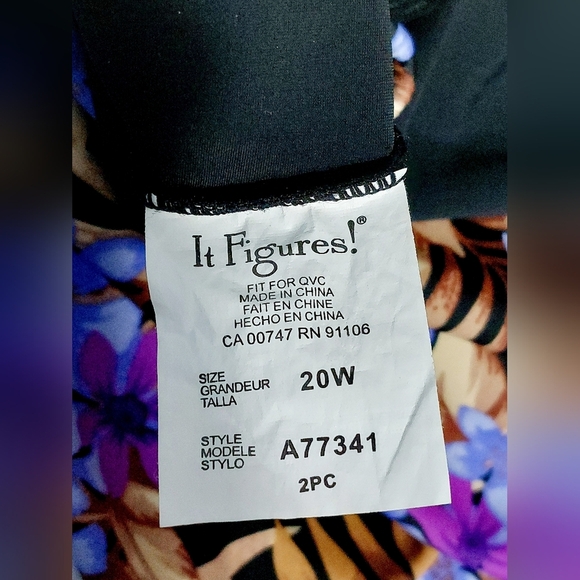 It Figures!®
FIT FOR QVC
MADE IN CHINA
FAIT EN CHINE
HECHO EN CHINA
CA 00747 RN 91106
SIZE
GRANDEUR
TALLA
20W
STYLE
MODELE
STYLO
A77341
2PC